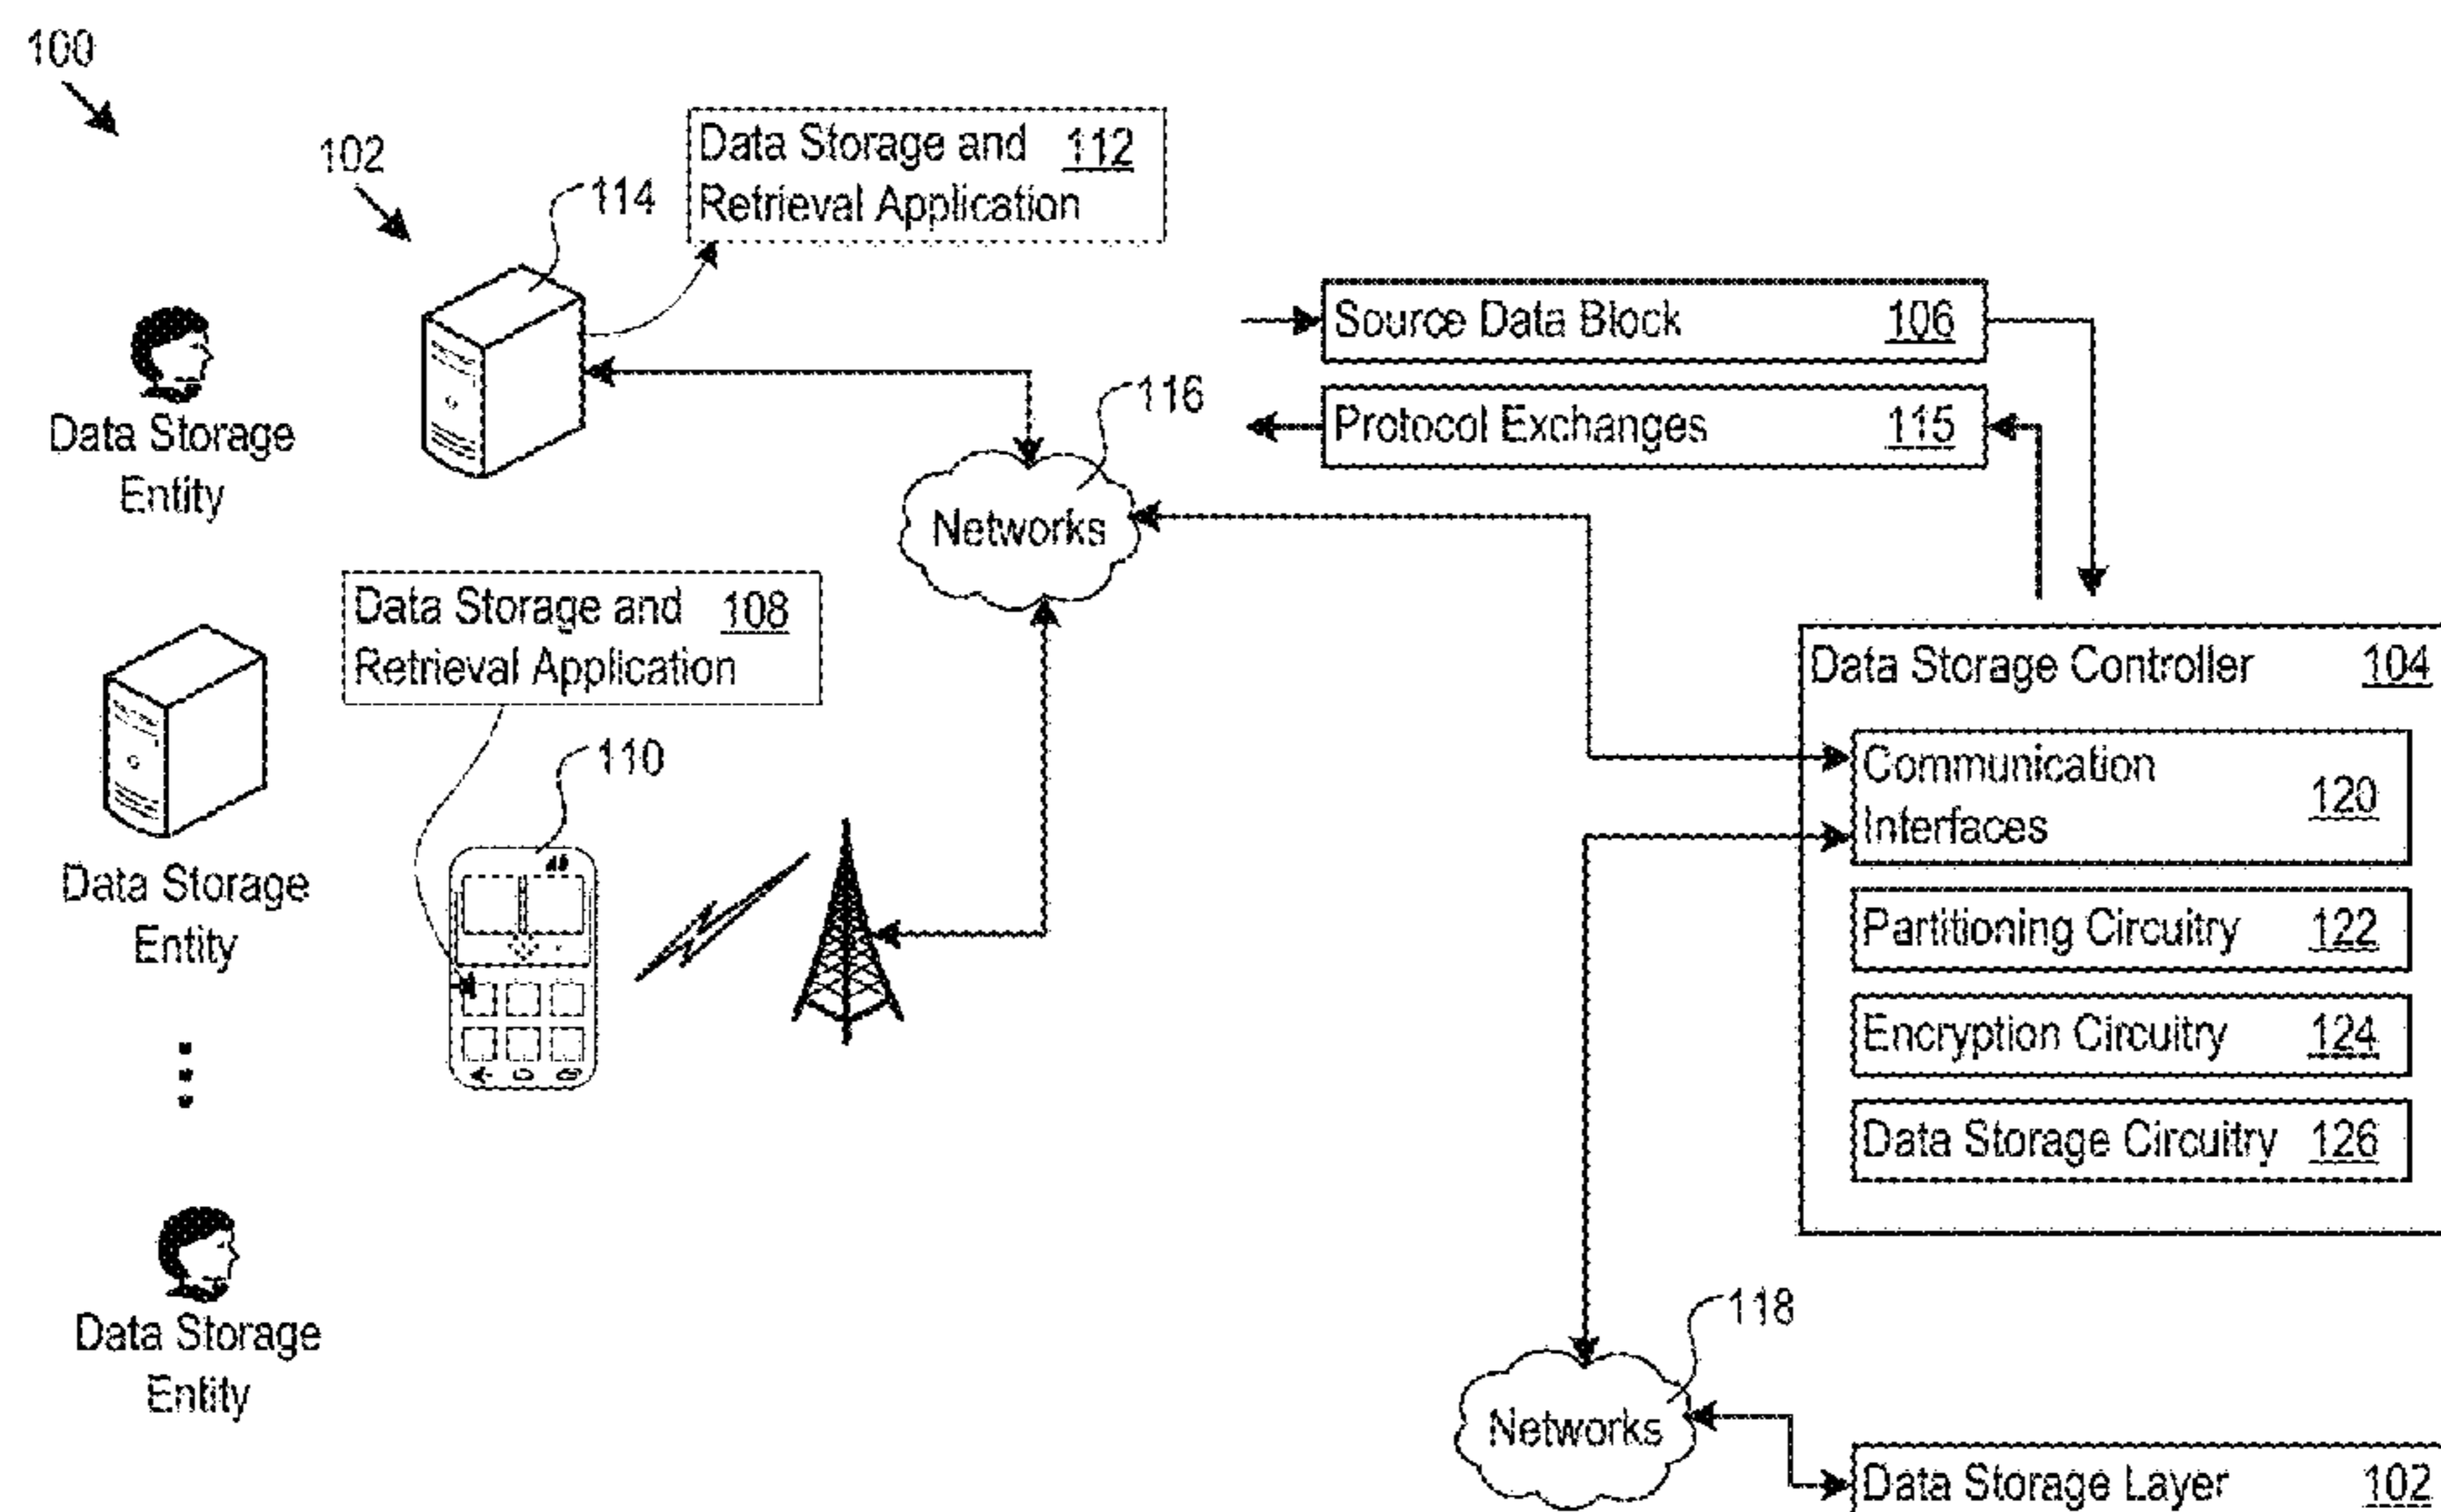 100
102
114
Data Storage and 112
Retrieval Application
Source Data Block 106
Protocol Exchanges 115
116
Networks
Data Storage
Entity
Data Storage and 108
Retrieval Application
110
Data Storage
Entity
Data Storage Controller 104
Communication
Interfaces
120
Partitioning Circuitry 122
Encryption Circuitry 124
Data Storage Circuitry 126
Data Storage
Entity
118
Networks
Data Storage Layer 102